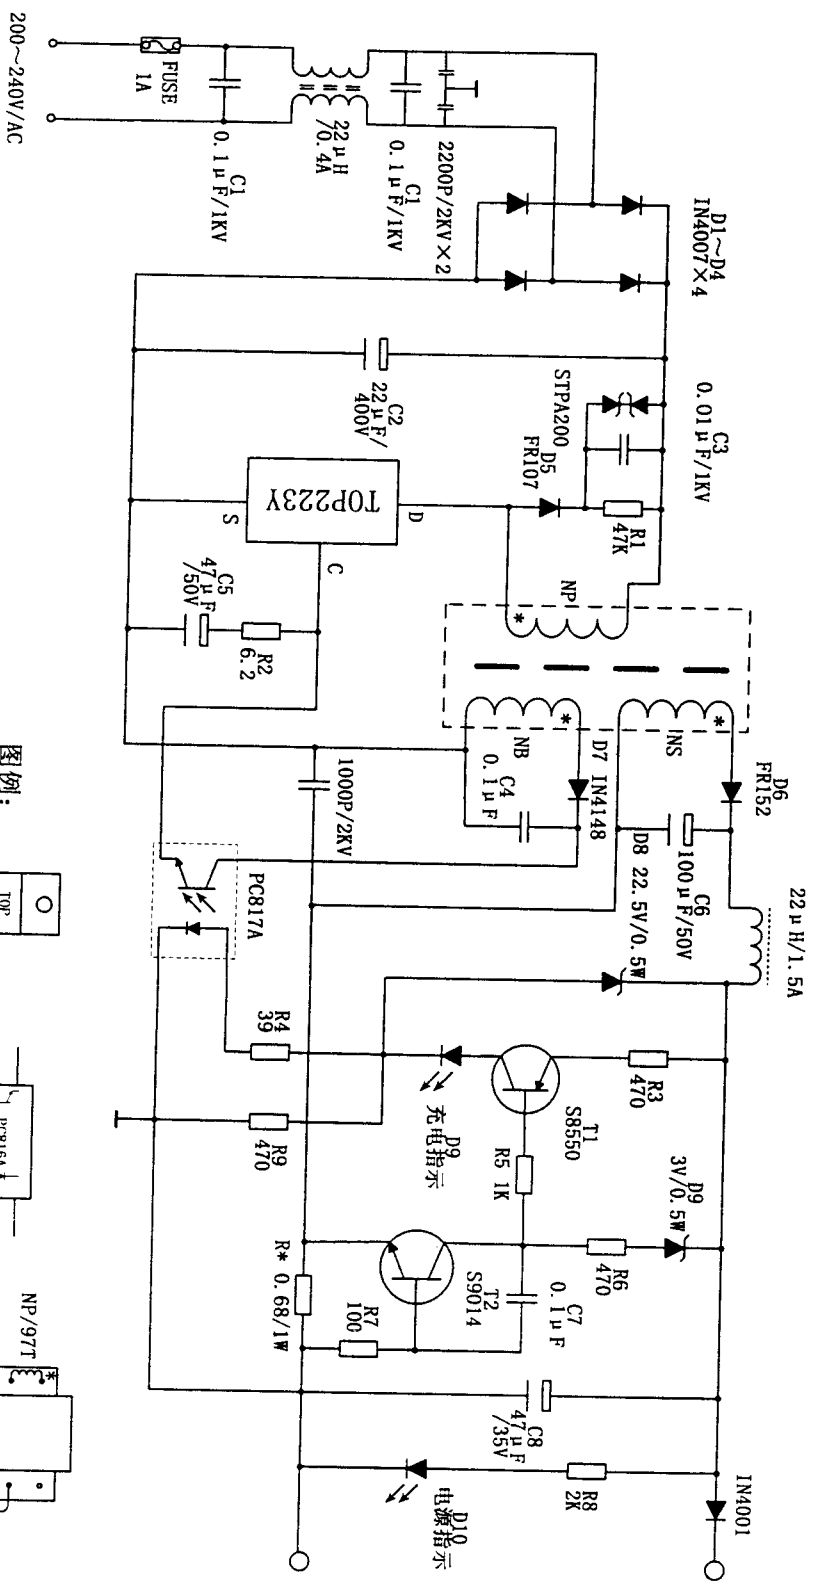 200~240V/AC
FUSE
1A
C1
0.1μF/1KV
22μH
/0.4A
C1
0.1μF/1KV
2200P/2KV×2
D1~D4
IN4007×4
C2
22μF/
400V
STPA200
C3
0.01μF/1KV
D5
FR107
R1
47K
TOP223Y
D
S
C
C5
47μF
/50V
R2
6.2
NP
*
*
NB
*
NS
D7 IN4148
C4
0.1μF
D6
FR152
C6
100μF/50V
22μH/1.5A
1000P/2KV
PC817A
D8 22.5V/0.5W
R4
39
R9
470
R3
470
T1
S8550
D9
充电指示
R5 1K
D9
3V/0.5W
R6
470
C7
0.1μF
T2
S9014
R7
100
R* 0.68/1W
C8
47μF
/35V
R8
2K
D10
电源指示
IN4001
图例:
TOP
PC816A
NP/97T
*